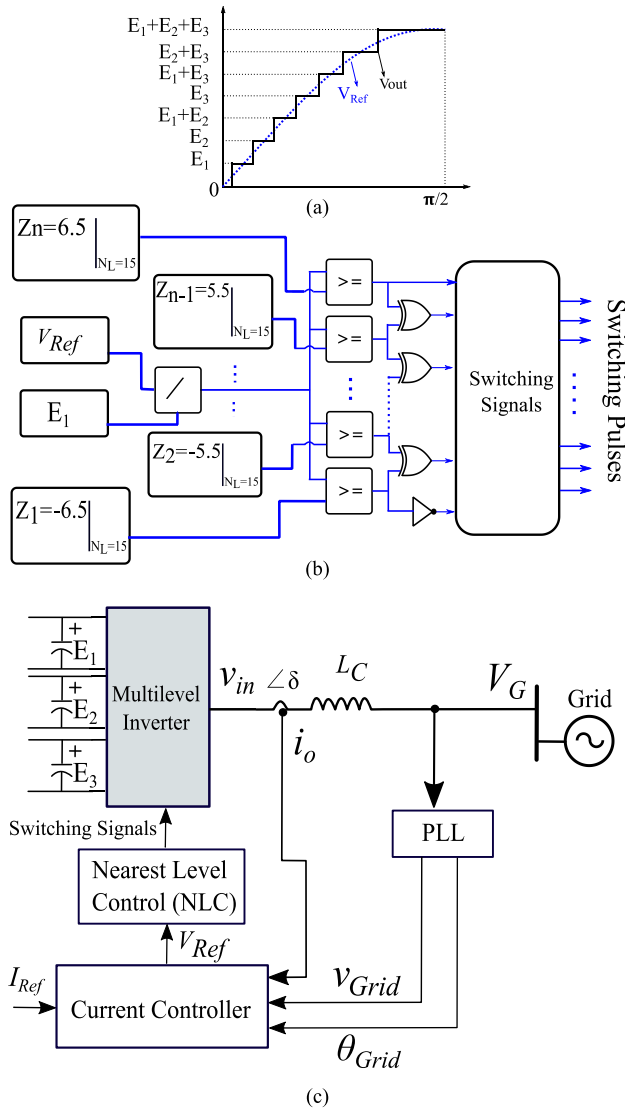 E1+E2+E3
E2+E3
E1+E3
E3
E1+E2
E2
E1
0
VRef
Vout
π/2
(a)
Zn=6.5
NL=15
Zn-1=5.5
NL=15
VRef
E1
/
Z2=-5.5
NL=15
Z1=-6.5
NL=15
>=
>=
>=
>=
Switching
Signals
Switching Pulses
(b)
+
E1
+
E2
+
E3
Multilevel
Inverter
vin
∠δ
LC
io
VG
Grid
Switching Signals
PLL
Nearest Level
Control (NLC)
VRef
IRef
Current Controller
vGrid
θGrid
(c)